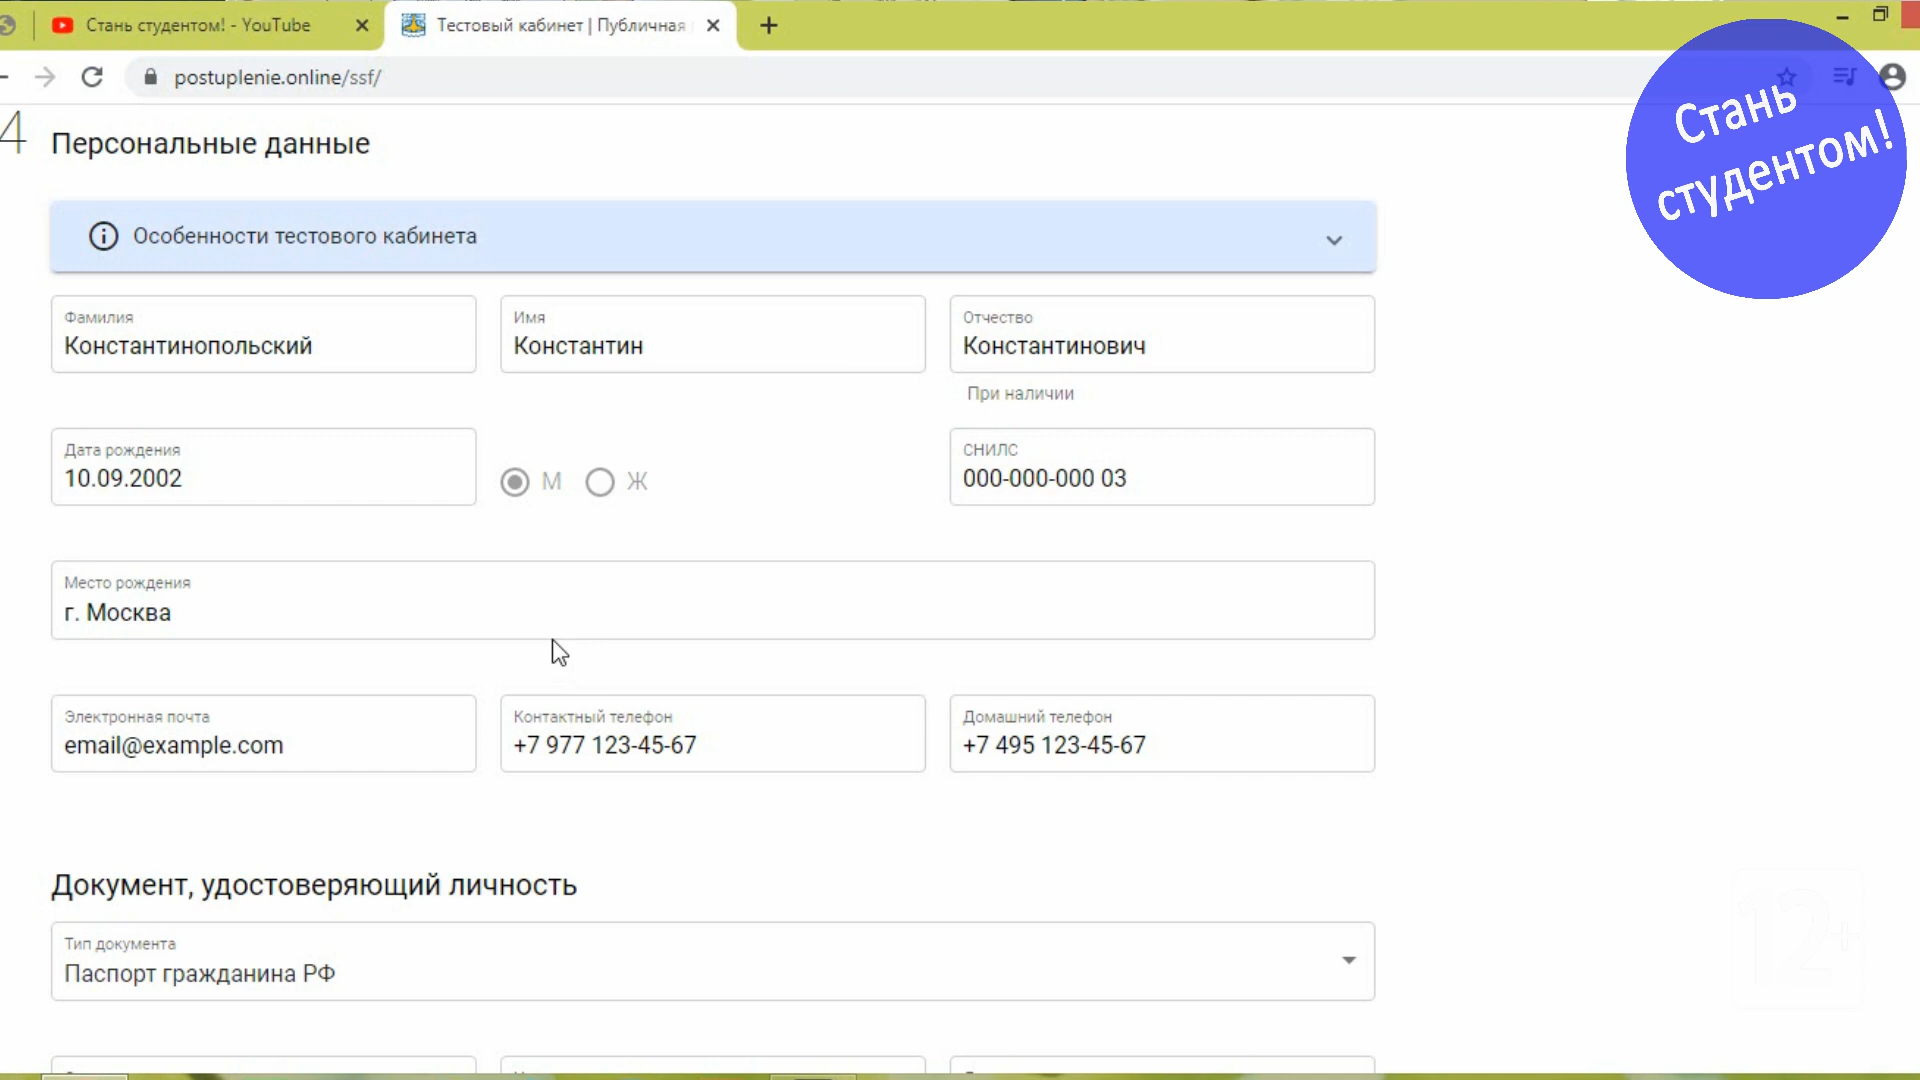 Стань студентом! - YouTube
Тестовый кабинет | Публичная
postuplenie.online/ssf/
Стань
студентом!
4
Персональные данные
Особенности тестового кабинета
Фамилия
Константинопольский
Имя
Константин
Отчество
Константинович
При наличии
Дата рождения
10.09.2002
М
Ж
СНИЛС
000-000-000 03
Место рождения
г. Москва
Электронная почта
email@example.com
Контактный телефон
+7 977 123-45-67
Домашний телефон
+7 495 123-45-67
Документ, удостоверяющий личность
Тип документа
Паспорт гражданина РФ
12+